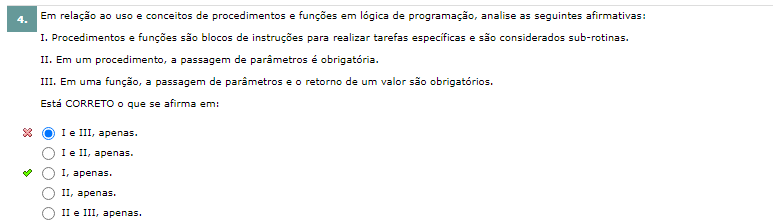 4.
Em relação ao uso e conceitos de procedimentos e funções em lógica de programação, analise as seguintes afirmativas:
I. Procedimentos e funções são blocos de instruções para realizar tarefas específicas e são considerados sub-rotinas.
II. Em um procedimento, a passagem de parâmetros é obrigatória.
III. Em uma função, a passagem de parâmetros e o retorno de um valor são obrigatórios.
Está CORRETO o que se afirma em:
I e III, apenas.
I e II, apenas.
I, apenas.
II, apenas.
II e III, apenas.